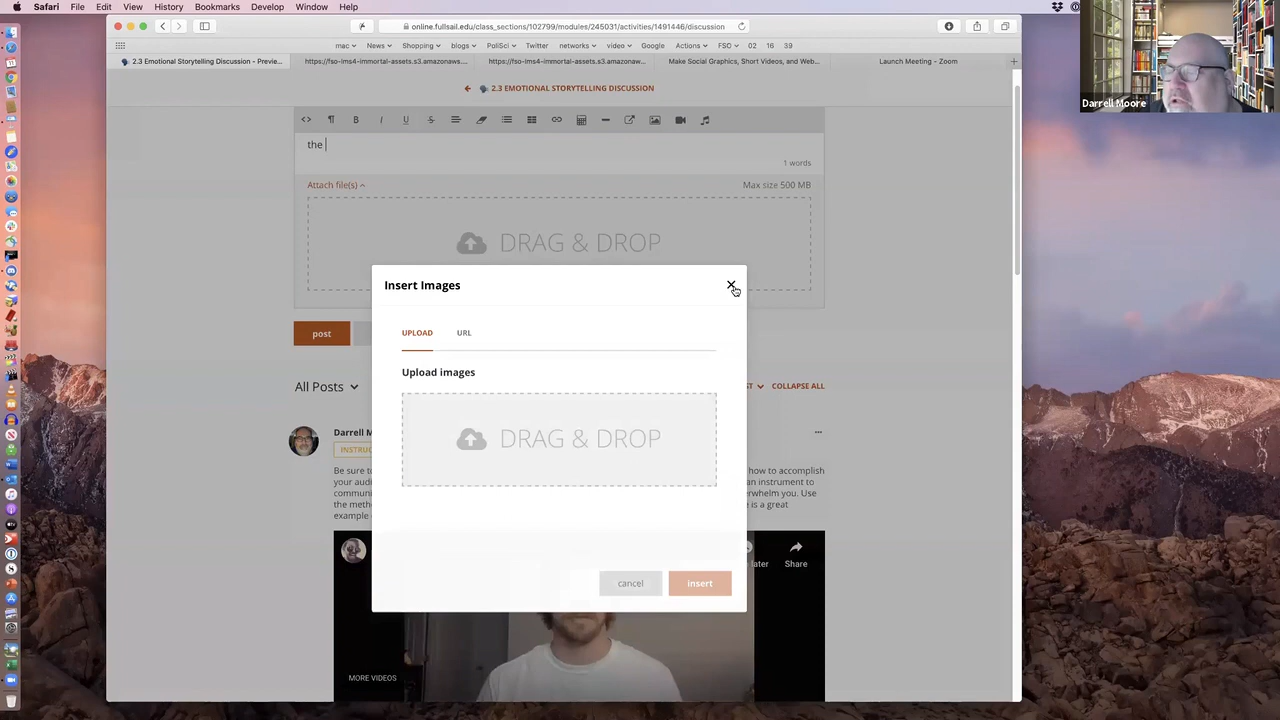 Safari File Edit View History Bookmarks Develop Window Help
online.fullsail.edu/class_sections/102799/modules/245031/activities/1491446/discussion
mac News Shopping blogs PoliSci Twitter networks video Google Actions FSO 02 16 39
2.3 Emotional Storytelling Discussion - Previe... https://fso-lms4-immortal-assets.s3.amazonaws.... https://fso-lms4-immortal-assets.s3.amazonaw... Make Social Graphics, Short Videos, and Web... Launch Meeting - Zoom
Darrell Moore
2.3 EMOTIONAL STORYTELLING DISCUSSION
the
1 words
Attach file(s) Max size 500 MB
DRAG & DROP
Insert Images
UPLOAD URL
post
Upload images
All Posts ST COLLAPSE ALL
DRAG & DROP
Darrell M
INSTRUC
Be sure to how to accomplish
your audi an instrument to
communi erwhelm you. Use
the metho e is a great
example
later Share
cancel insert
MORE VIDEOS